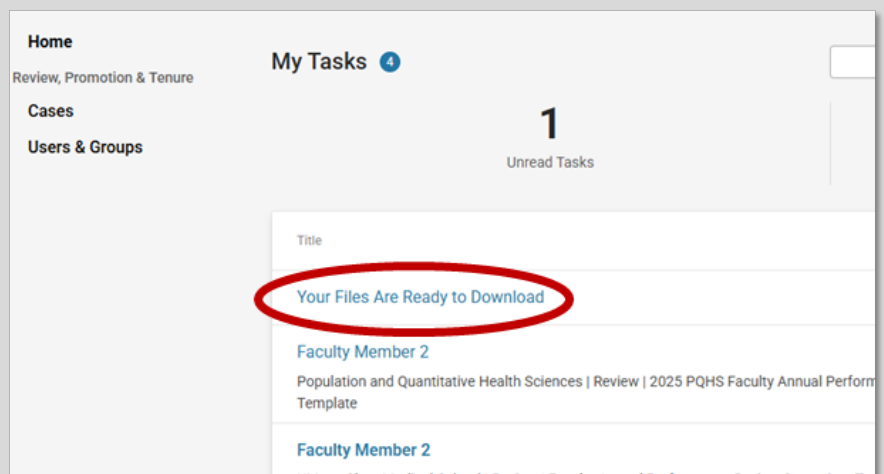 Home
Review, Promotion & Tenure
Cases
Users & Groups
My Tasks 4
1
Unread Tasks
Title
Your Files Are Ready to Download
Faculty Member 2
Population and Quantitative Health Sciences | Review | 2025 PQHS Faculty Annual Perform
Template
Faculty Member 2